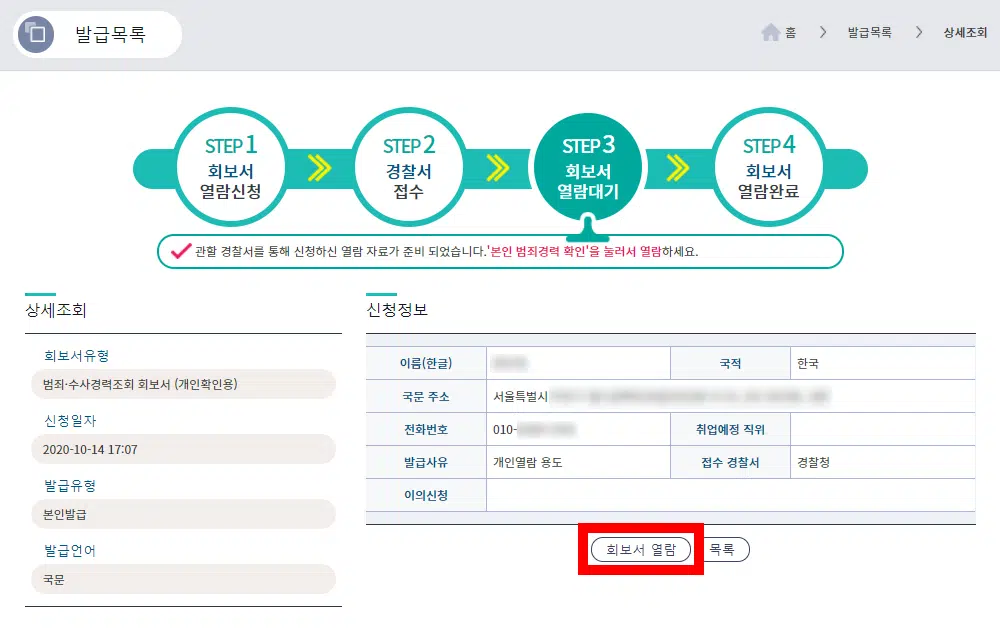 발급목록
홈
발급목록
상세조회
STEP 1
회보서
열람신청
STEP 2
경찰서
접수
STEP 3
회보서
열람대기
STEP 4
회보서
열람완료
관할 경찰서를 통해 신청하신 열람 자료가 준비 되었습니다.'본인 범죄경력 확인'을 눌러서 열람하세요.
상세조회
회보서유형
범죄·수사경력조회 회보서 (개인확인용)
신청일자
2020-10-14 17:07
발급유형
본인발급
발급언어
국문
신청정보
이름(한글)
국적 한국
국문 주소 서울특별시
전화번호 010-
취업예정 직위
발급사유 개인열람 용도
접수 경찰서 경찰청
이의신청
회보서 열람
목록